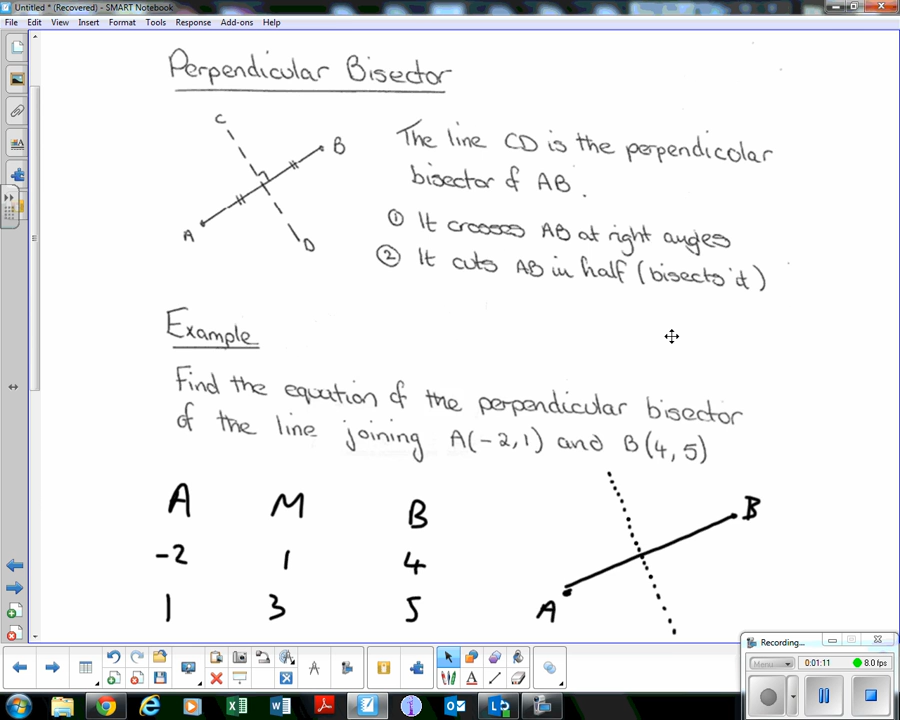 Untitled * (Recovered) - SMART Notebook
File Edit View Insert Format Tools Response Add-ons Help
Perpendicular Bisector
C
B
A
D
The line CD is the perpendicular
bisector of AB.
① It crosses AB at right angles
② It cuts AB in half (bisects it)
Example
Find the equation of the perpendicular bisector
of the line joining A(-2,1) and B(4,5)
A M B
-2 1 4
1 3 5
B
A
Recording...
Menu
1:01:11
8.0 fps